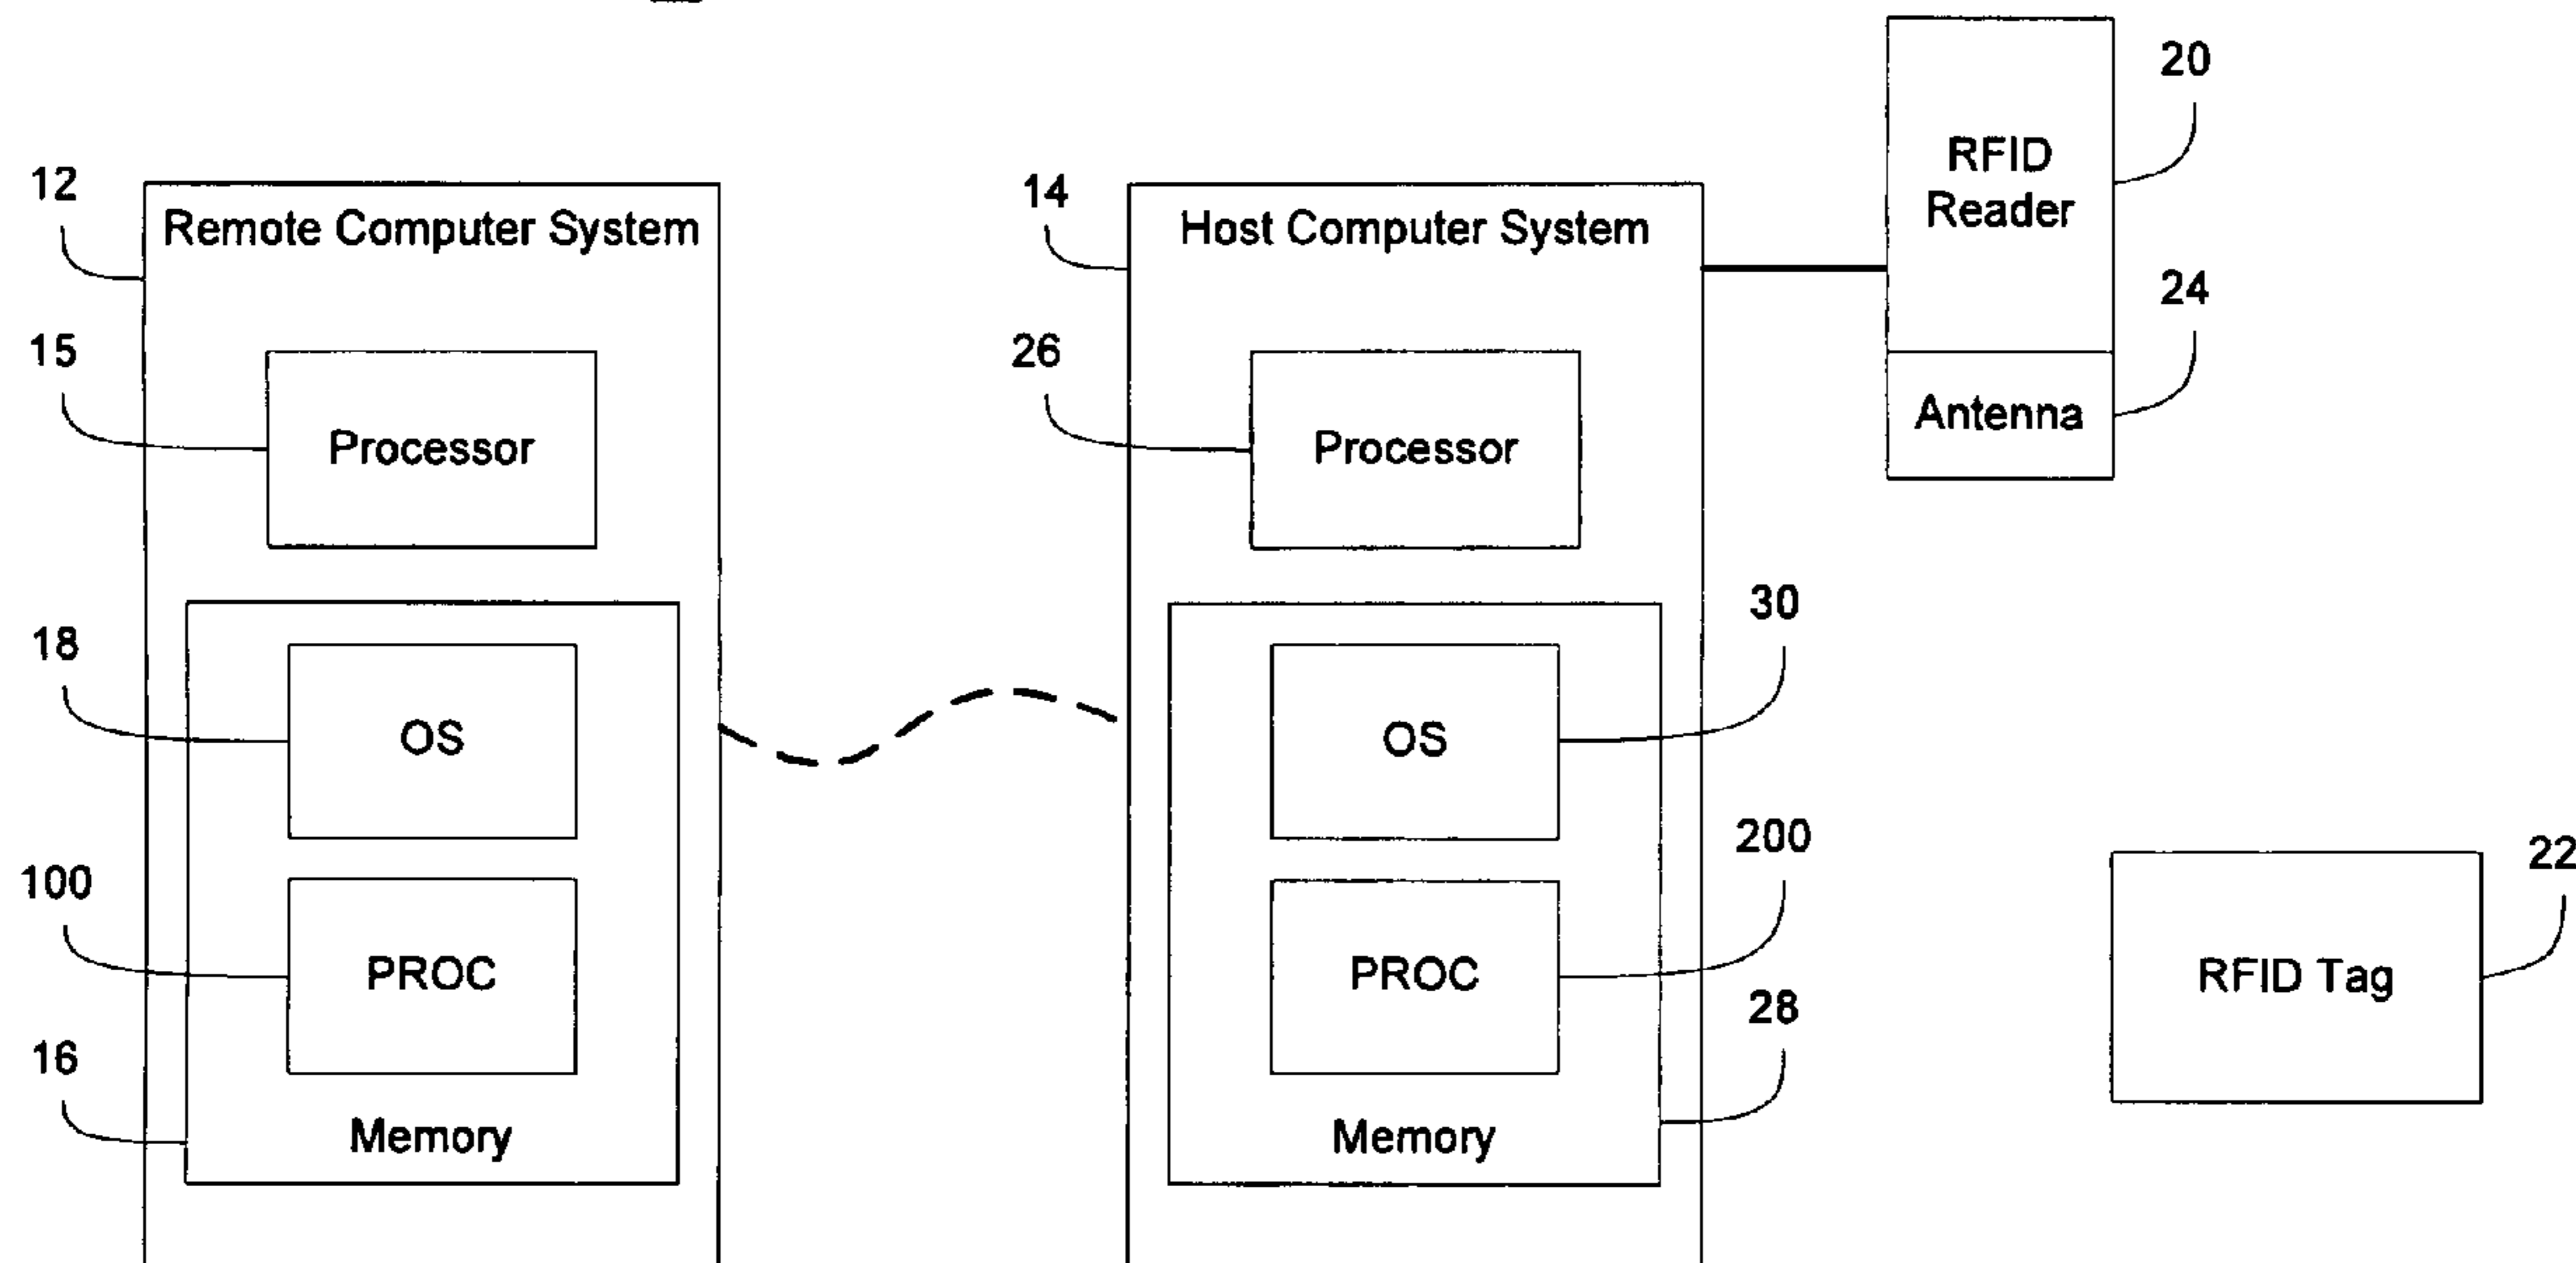 20
RFID
Reader
12
Remote Computer System
14
Host Computer System
24
Antenna
15
Processor
26
Processor
18
OS
30
OS
100
PROC
200
PROC
22
RFID Tag
16
Memory
28
Memory